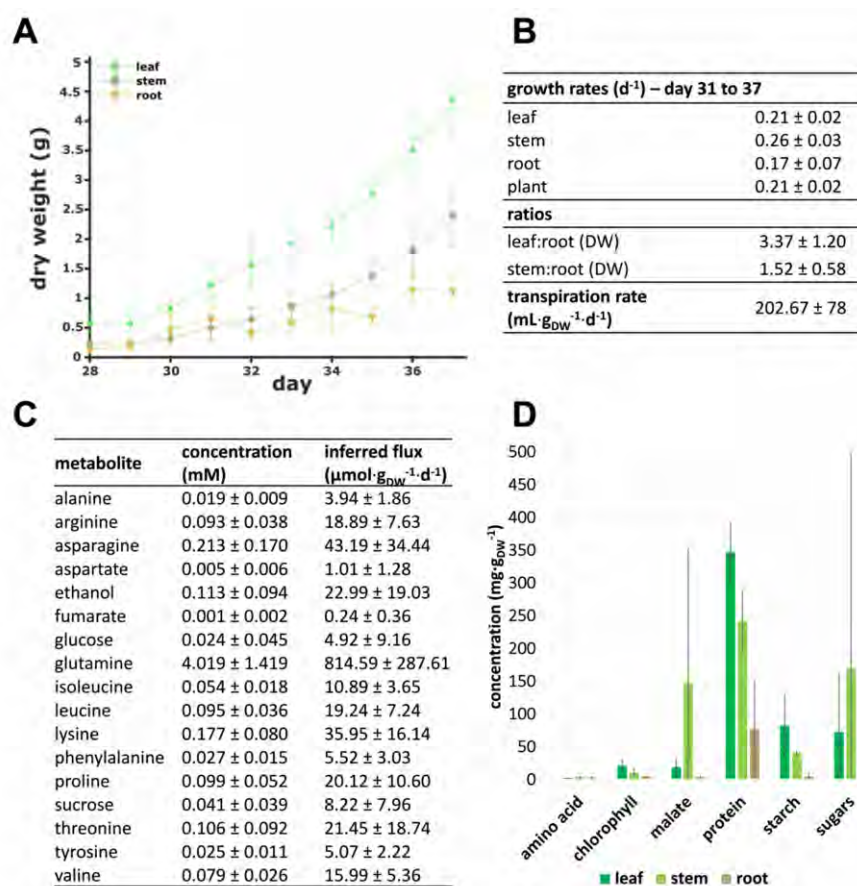 A
leaf
stem
root
5
4.5
4
3.5
3
2.5
2
1.5
1
0.5
0
28
30
32
34
36
dry weight (g)
day
B
growth rates (d⁻¹) – day 31 to 37
leaf 0.21 ± 0.02
stem 0.26 ± 0.03
root 0.17 ± 0.07
plant 0.21 ± 0.02
ratios
leaf:root (DW) 3.37 ± 1.20
stem:root (DW) 1.52 ± 0.58
transpiration rate
(mL·g_DW⁻¹·d⁻¹) 202.67 ± 78
C
metabolite concentration (mM) inferred flux (μmol·g_DW⁻¹·d⁻¹)
alanine 0.019 ± 0.009 3.94 ± 1.86
arginine 0.093 ± 0.038 18.89 ± 7.63
asparagine 0.213 ± 0.170 43.19 ± 34.44
aspartate 0.005 ± 0.006 1.01 ± 1.28
ethanol 0.113 ± 0.094 22.99 ± 19.03
fumarate 0.001 ± 0.002 0.24 ± 0.36
glucose 0.024 ± 0.045 4.92 ± 9.16
glutamine 4.019 ± 1.419 814.59 ± 287.61
isoleucine 0.054 ± 0.018 10.89 ± 3.65
leucine 0.095 ± 0.036 19.24 ± 7.24
lysine 0.177 ± 0.080 35.95 ± 16.14
phenylalanine 0.027 ± 0.015 5.52 ± 3.03
proline 0.099 ± 0.052 20.12 ± 10.60
sucrose 0.041 ± 0.039 8.22 ± 7.96
threonine 0.106 ± 0.092 21.45 ± 18.74
tyrosine 0.025 ± 0.011 5.07 ± 2.22
valine 0.079 ± 0.026 15.99 ± 5.36
D
concentration (mg·g_DW⁻¹)
500
450
400
350
300
250
200
150
100
50
0
amino acid
chlorophyll
malate
protein
starch
sugars
leaf stem root